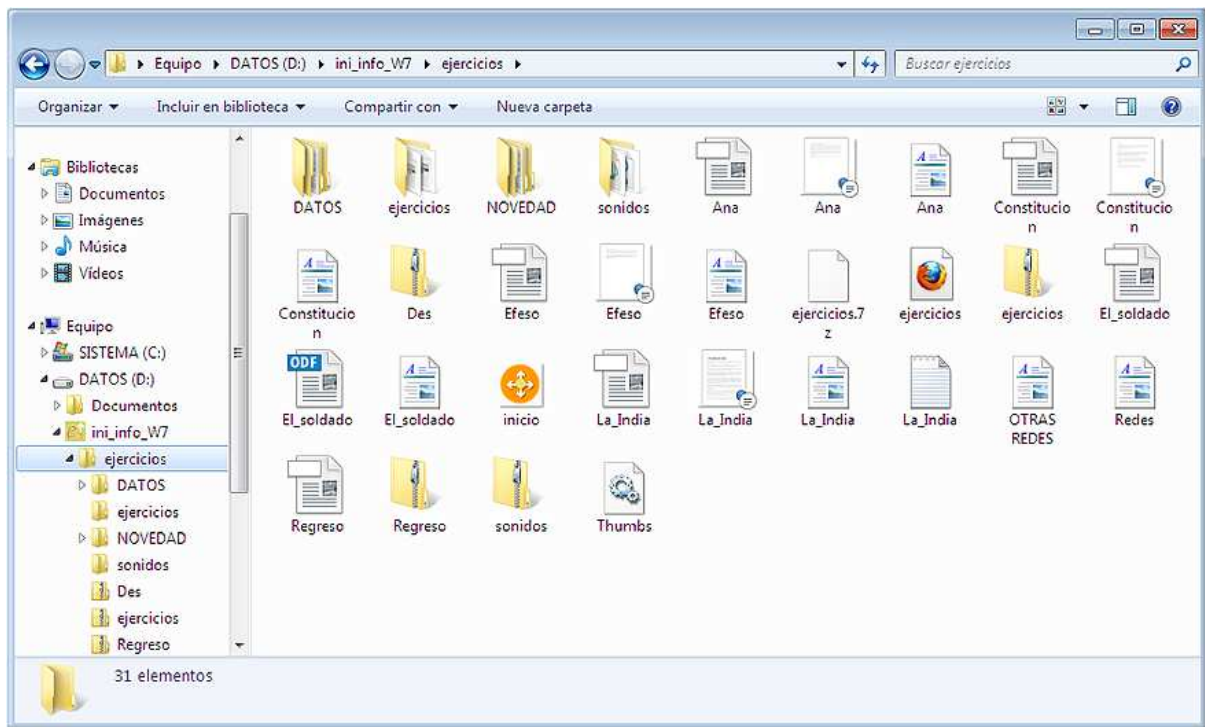 Equipo ▸ DATOS (D:) ▸ ini_info_W7 ▸ ejercicios ▸
Buscar ejercicios
Organizar
Incluir en biblioteca
Compartir con
Nueva carpeta
Bibliotecas
Documentos
Imágenes
Música
Vídeos
Equipo
SISTEMA (C:)
DATOS (D:)
Documentos
ini_info_W7
ejercicios
DATOS
ejercicios
NOVEDAD
sonidos
Des
ejercicios
Regreso
DATOS
ejercicios
NOVEDAD
sonidos
Ana
Ana
Ana
Constitucio
n
Constitucio
n
Constitucio
n
Des
Efeso
Efeso
Efeso
ejercicios.7
z
ejercicios
ejercicios
El_soldado
ODF
El_soldado
El_soldado
inicio
La_India
La_India
La_India
La_India
OTRAS
REDES
Redes
Regreso
Regreso
sonidos
Thumbs
31 elementos